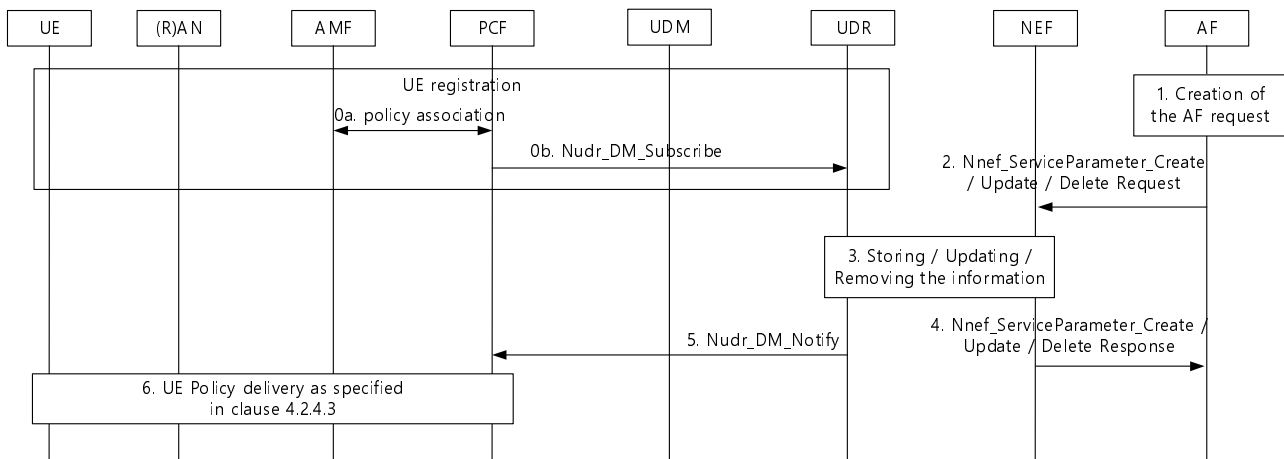 UE
(R)AN
AMF
PCF
UDM
UDR
NEF
AF
UE registration
0a. policy association
0b. Nudr_DM_Subscribe
1. Creation of
the AF request
2. Nnef_ServiceParameter_Create
/ Update / Delete Request
3. Storing / Updating /
Removing the information
4. Nnef_ServiceParameter_Create /
Update / Delete Response
5. Nudr_DM_Notify
6. UE Policy delivery as specified
in clause 4.2.4.3